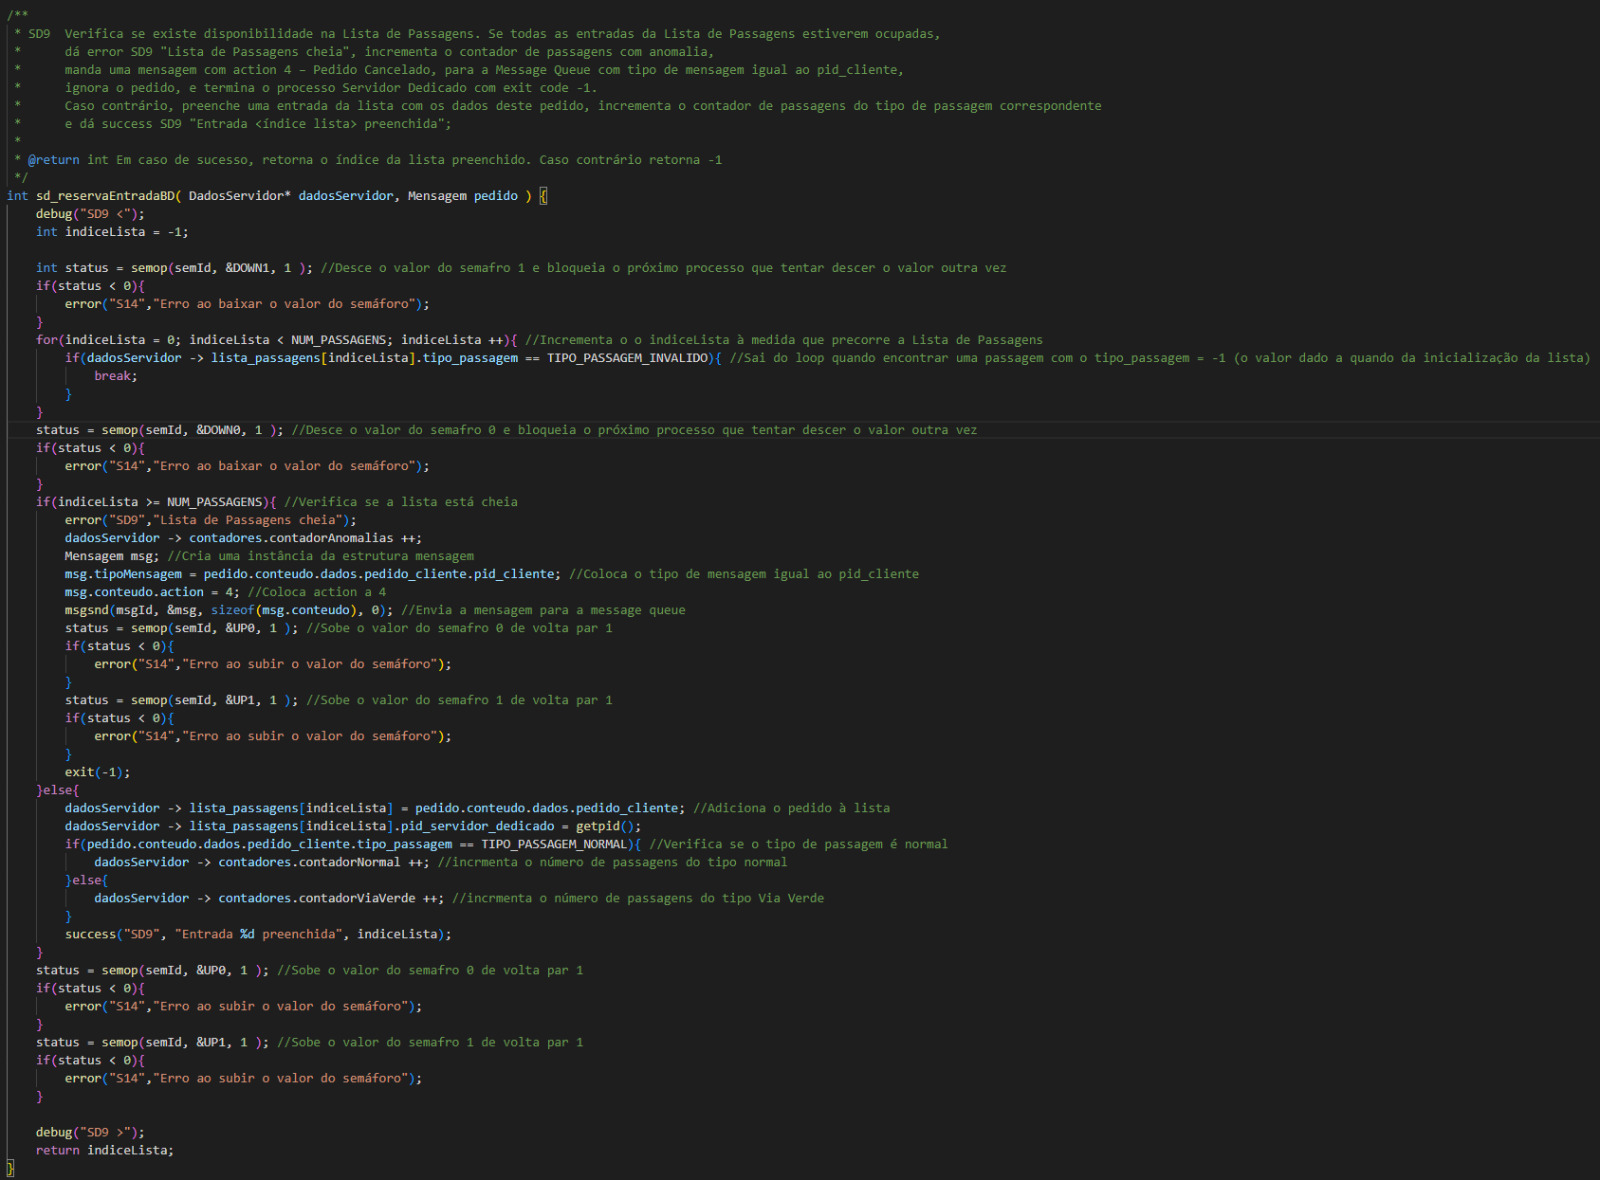 /**
 * SD9  Verifica se existe disponibilidade na Lista de Passagens. Se todas as entradas da Lista de Passagens estiverem ocupadas,
 *      dá error SD9 "Lista de Passagens cheia", incrementa o contador de passagens com anomalia,
 *      manda uma mensagem com action 4 – Pedido Cancelado, para a Message Queue com tipo de mensagem igual ao pid_cliente,
 *      ignora o pedido, e termina o processo Servidor Dedicado com exit code -1.
 *      Caso contrário, preenche uma entrada da lista com os dados deste pedido, incrementa o contador de passagens do tipo de passagem correspondente
 *      e dá success SD9 "Entrada <índice lista> preenchida";
 *
 * @return int Em caso de sucesso, retorna o índice da lista preenchido. Caso contrário retorna -1
 */
int sd_reservaEntradaBD( DadosServidor* dadosServidor, Mensagem pedido ) {
    debug("SD9 <");
    int indiceLista = -1;

    int status = semop(semId, &DOWN1, 1 ); //Desce o valor do semafro 1 e bloqueia o próximo processo que tentar descer o valor outra vez
    if(status < 0){
        error("S14","Erro ao baixar o valor do semáforo");
    }
    for(indiceLista = 0; indiceLista < NUM_PASSAGENS; indiceLista ++){ //Incrementa o o indiceLista à medida que precorre a Lista de Passagens
        if(dadosServidor -> lista_passagens[indiceLista].tipo_passagem == TIPO_PASSAGEM_INVALIDO){ //Sai do loop quando encontrar uma passagem com o tipo_passagem = -1 (o valor dado a quando da inicialização da lista)
            break;
        }
    }
    status = semop(semId, &DOWN0, 1 ); //Desce o valor do semafro 0 e bloqueia o próximo processo que tentar descer o valor outra vez
    if(status < 0){
        error("S14","Erro ao baixar o valor do semáforo");
    }
    if(indiceLista >= NUM_PASSAGENS){ //Verifica se a lista está cheia
        error("SD9","Lista de Passagens cheia");
        dadosServidor -> contadores.contadorAnomalias ++;
        Mensagem msg; //Cria uma instância da estrutura mensagem
        msg.tipoMensagem = pedido.conteudo.dados.pedido_cliente.pid_cliente; //Coloca o tipo de mensagem igual ao pid_cliente
        msg.conteudo.action = 4; //Coloca action a 4
        msgsnd(msgId, &msg, sizeof(msg.conteudo), 0); //Envia a mensagem para a message queue
        status = semop(semId, &UP0, 1 ); //Sobe o valor do semafro 0 de volta par 1
        if(status < 0){
            error("S14","Erro ao subir o valor do semáforo");
        }
        status = semop(semId, &UP1, 1 ); //Sobe o valor do semafro 1 de volta par 1
        if(status < 0){
            error("S14","Erro ao subir o valor do semáforo");
        }
        exit(-1);
    }else{
        dadosServidor -> lista_passagens[indiceLista] = pedido.conteudo.dados.pedido_cliente; //Adiciona o pedido à lista
        dadosServidor -> lista_passagens[indiceLista].pid_servidor_dedicado = getpid();
        if(pedido.conteudo.dados.pedido_cliente.tipo_passagem == TIPO_PASSAGEM_NORMAL){ //Verifica se o tipo de passagem é normal
            dadosServidor -> contadores.contadorNormal ++; //incrmenta o número de passagens do tipo normal
        }else{
            dadosServidor -> contadores.contadorViaVerde ++; //incrmenta o número de passagens do tipo Via Verde
        }
        success("SD9", "Entrada %d preenchida", indiceLista);
    }
    status = semop(semId, &UP0, 1 ); //Sobe o valor do semafro 0 de volta par 1
    if(status < 0){
        error("S14","Erro ao subir o valor do semáforo");
    }
    status = semop(semId, &UP1, 1 ); //Sobe o valor do semafro 1 de volta par 1
    if(status < 0){
        error("S14","Erro ao subir o valor do semáforo");
    }

    debug("SD9 >");
    return indiceLista;
}